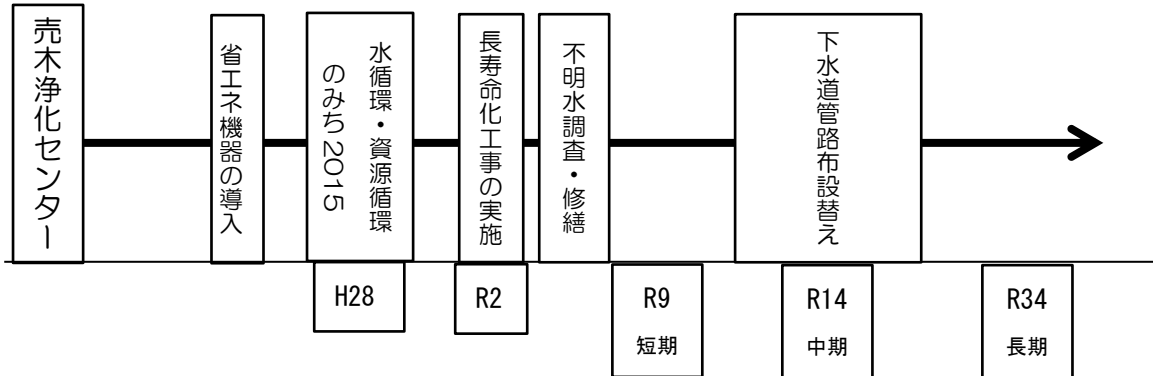 売木浄化センター
省エネ機器の導入
水循環・資源循環
のみち2015
長寿命化工事の実施
不明水調査・修繕
下水道管路布設替え
H28
R2
R9
短期
R14
中期
R34
長期